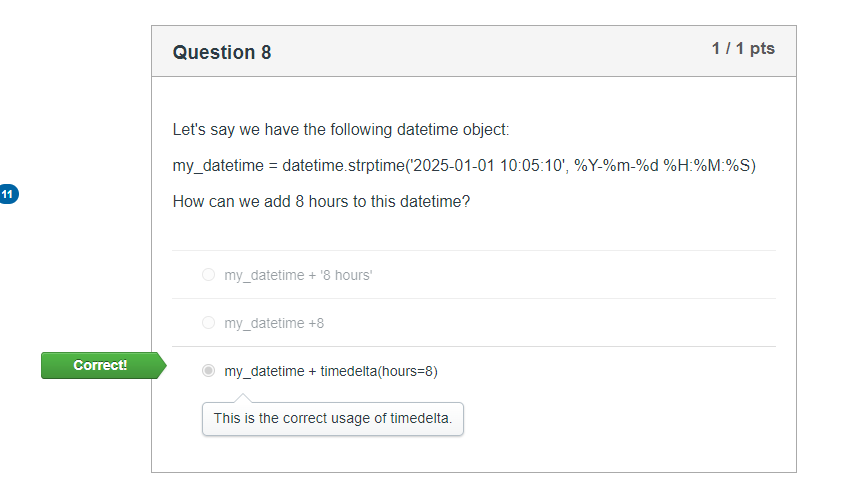 Question 8
1 / 1 pts
Let's say we have the following datetime object:
my_datetime = datetime.strptime('2025-01-01 10:05:10', %Y-%m-%d %H:%M:%S)
11
How can we add 8 hours to this datetime?
my_datetime + '8 hours'
my_datetime +8
Correct!
my_datetime + timedelta(hours=8)
This is the correct usage of timedelta.